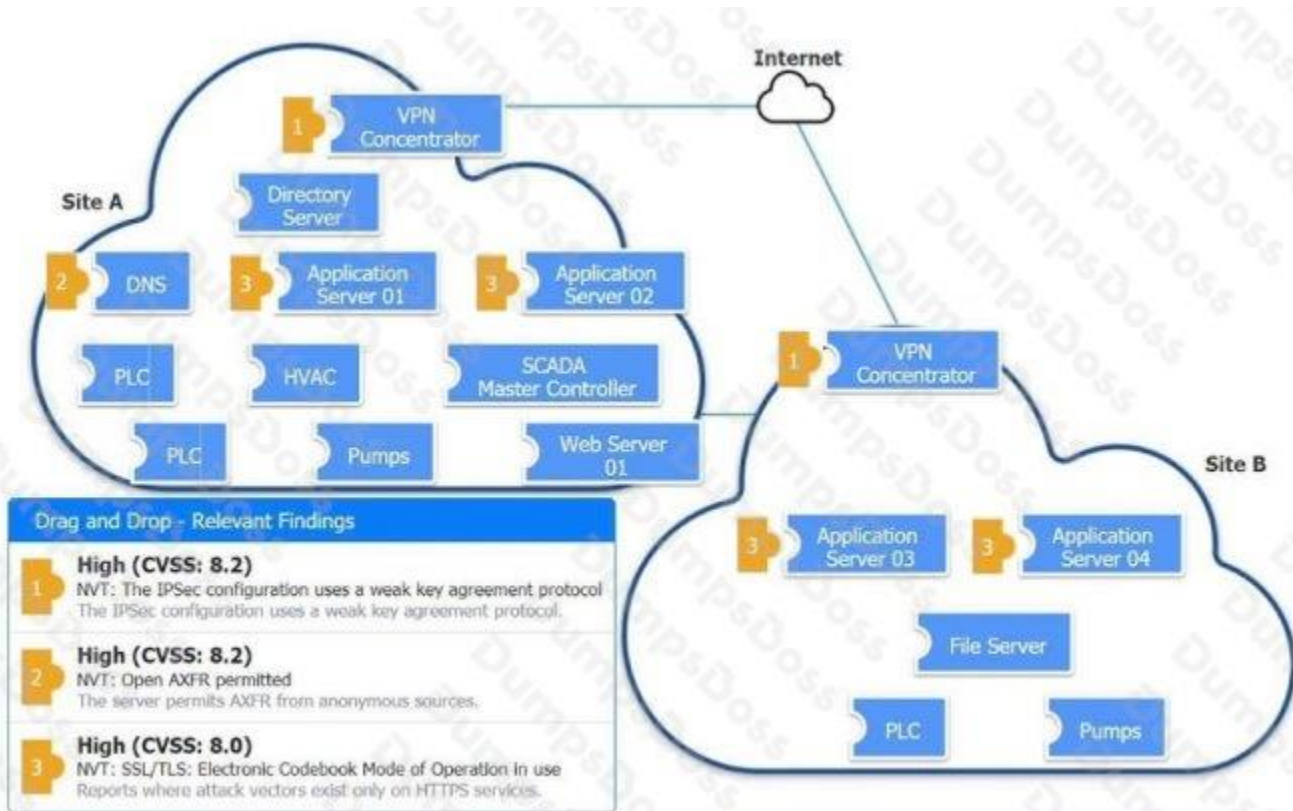 Internet
1
VPN
Concentrator
Site A
Directory
Server
2
DNS
3
Application
Server 01
3
Application
Server 02
PLC
HVAC
SCADA
Master Controller
1
VPN
Concentrator
PLC
Pumps
Web Server
01
Site B
Drag and Drop - Relevant Findings
1
High (CVSS: 8.2)
NVT: The IPSec configuration uses a weak key agreement protocol
The IPSec configuration uses a weak key agreement protocol.
2
High (CVSS: 8.2)
NVT: Open AXFR permitted
The server permits AXFR from anonymous sources.
3
High (CVSS: 8.0)
NVT: SSL/TLS: Electronic Codebook Mode of Operation in use
Reports where attack vectors exist only on HTTPS services.
3
Application
Server 03
3
Application
Server 04
File Server
PLC
Pumps
DumpsDoss